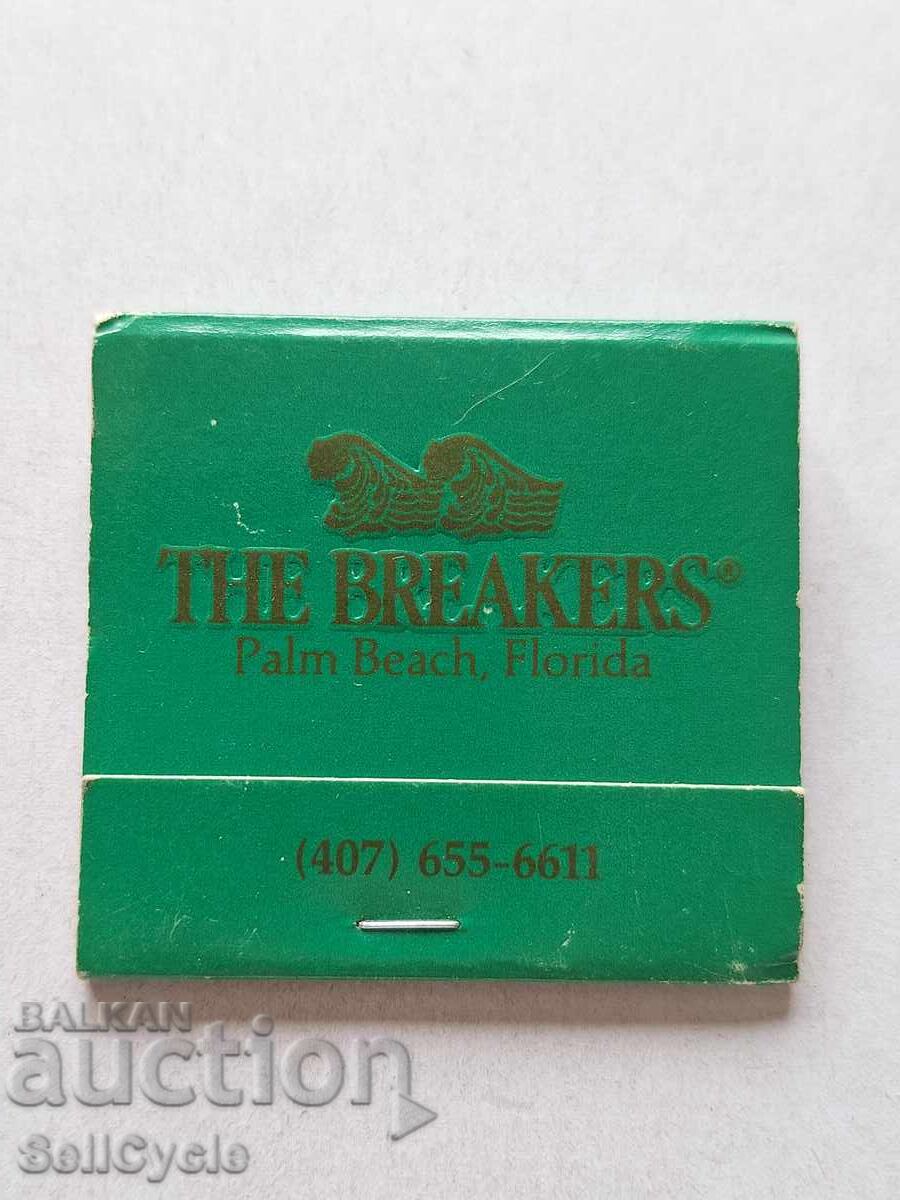 THE BREAKERS®
Palm Beach, Florida
(407) 655-6611
BALKAN
auction
SellCycle